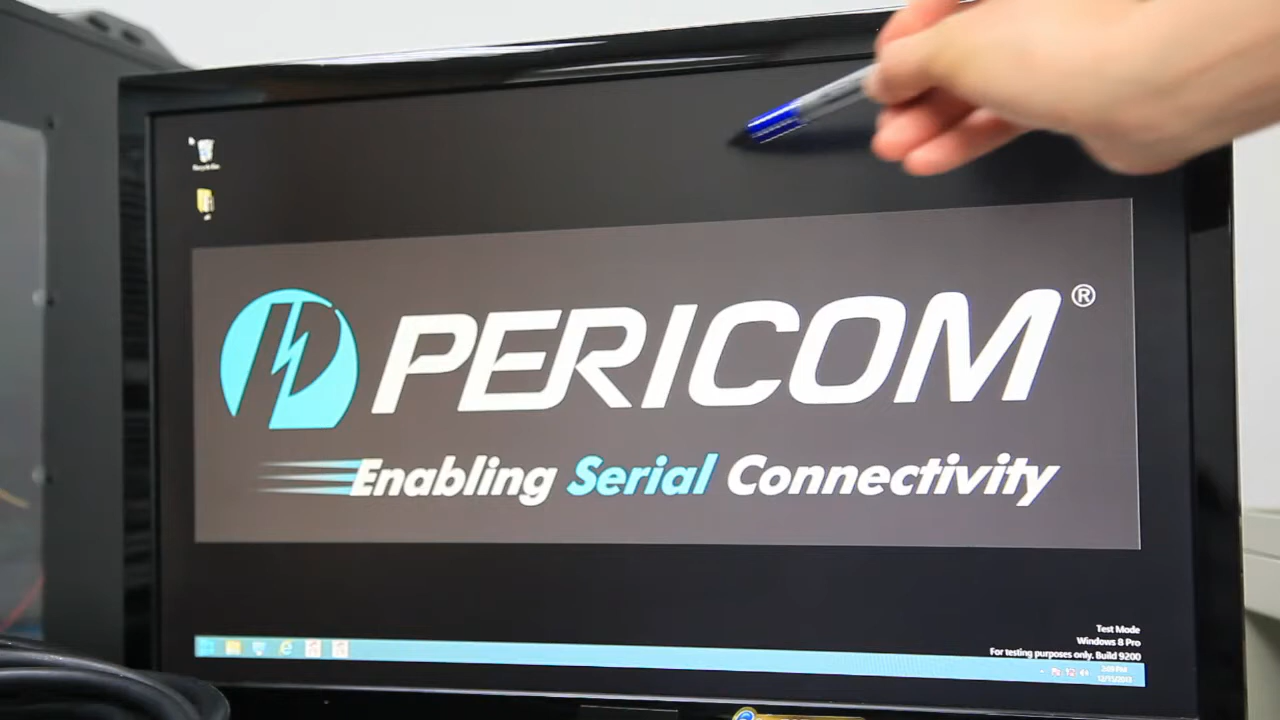 PERICOM®
Enabling Serial Connectivity
Test Mode
Windows 8 Pro
For testing purposes only. Build 9200